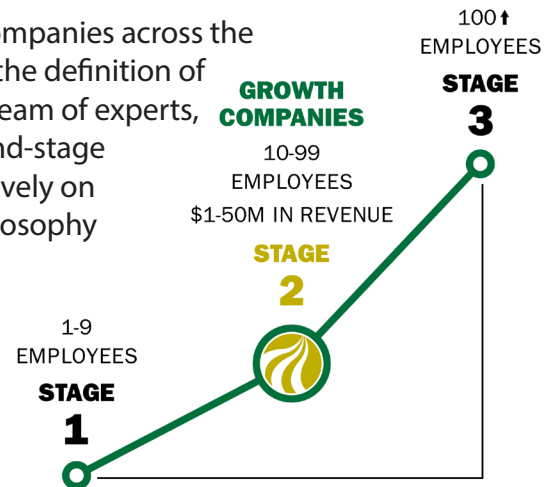 ompanies across the
the definition of
eam of experts,
nd-stage
vely on
osophy
100⬆
EMPLOYEES
STAGE
3
GROWTH
COMPANIES
10-99
EMPLOYEES
$1-50M IN REVENUE
STAGE
2
1-9
EMPLOYEES
STAGE
1